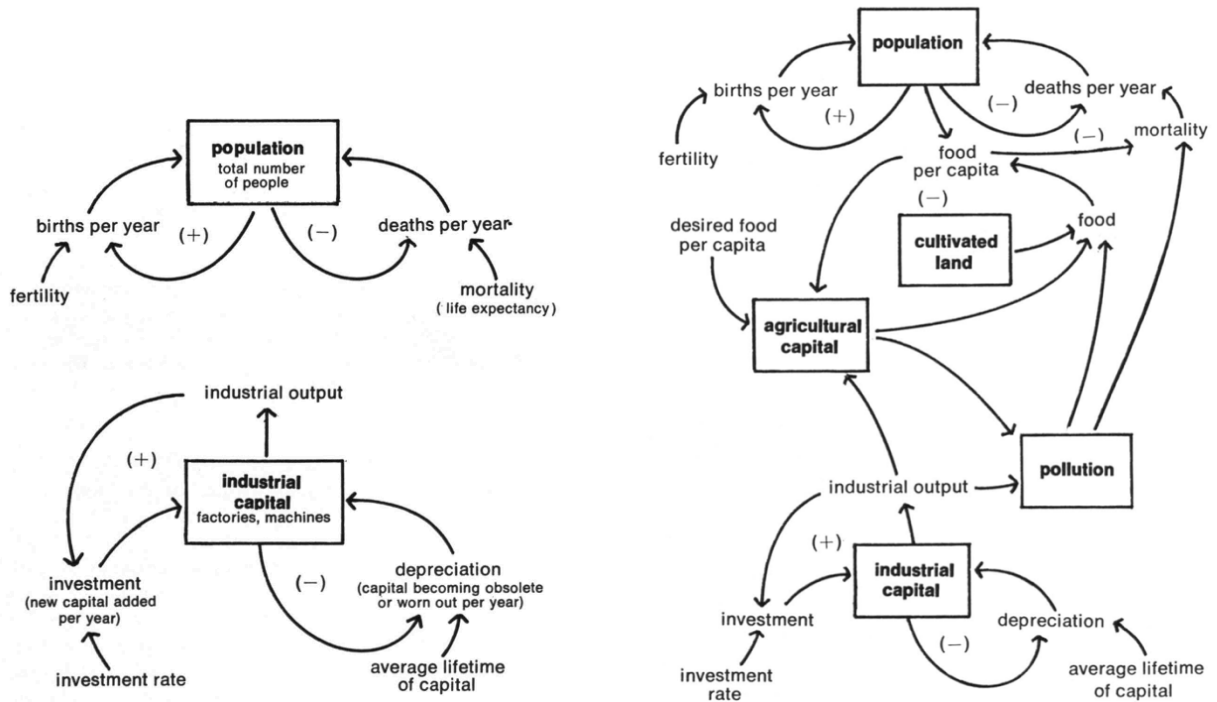 population
total number
of people
births per year
(+)
(−)
deaths per year
fertility
mortality
( life expectancy)
industrial output
(+)
industrial
capital
factories, machines
investment
(new capital added
per year)
(−)
depreciation
(capital becoming obsolete
or worn out per year)
investment rate
average lifetime
of capital
population
births per year
(+)
(−)
deaths per year
fertility
food
per capita
(−)
mortality
desired food
per capita
(−)
cultivated
land
food
agricultural
capital
pollution
industrial output
(+)
industrial
capital
investment
(−)
depreciation
investment
rate
average lifetime
of capital